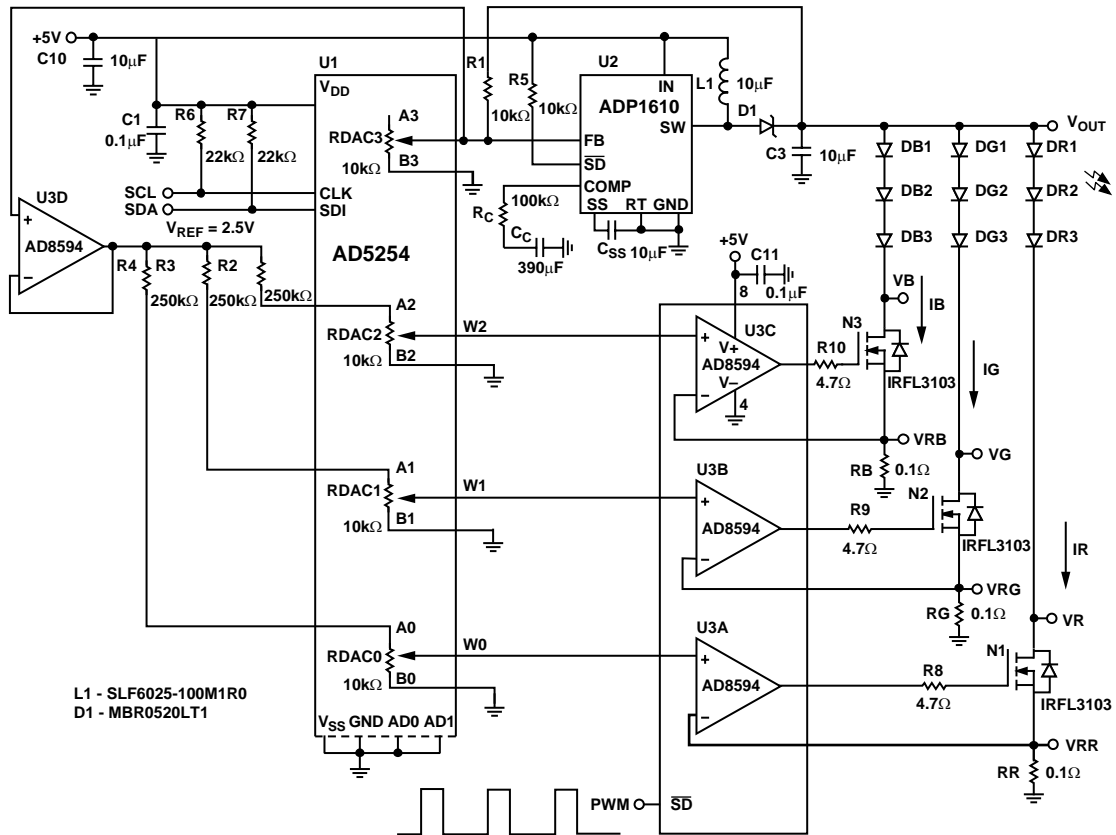 +5V
C10
10μF
C1
0.1μF
R6
22kΩ
R7
22kΩ
SCL
SDA
U3D
+
AD8594
−
VREF = 2.5V
R4
250kΩ
R3
250kΩ
R2
250kΩ
U1
VDD
A3
RDAC3
10kΩ
B3
CLK
SDI
AD5254
A2
RDAC2
10kΩ
B2
W2
A1
RDAC1
10kΩ
B1
W1
A0
RDAC0
10kΩ
B0
W0
VSS GND AD0 AD1
R1
10kΩ
R5
10kΩ
U2
IN
ADP1610
SW
FB
SD
COMP
SS RT GND
100kΩ
RC
CC
390μF
CSS 10μF
L1
10μF
D1
C3
10μF
VOUT
DB1
DG1
DR1
DB2
DG2
DR2
DB3
DG3
DR3
+5V
C11
0.1μF
8
U3C
+
V+
AD8594
V−
−
4
R10
4.7Ω
N3
IRFL3103
VB
IB
VRB
RB
0.1Ω
U3B
+
AD8594
−
R9
4.7Ω
IG
VG
N2
IRFL3103
VRG
RG
0.1Ω
U3A
+
AD8594
−
R8
4.7Ω
IR
VR
N1
IRFL3103
VRR
RR
0.1Ω
PWM
SD
L1 - SLF6025-100M1R0
D1 - MBR0520LT1